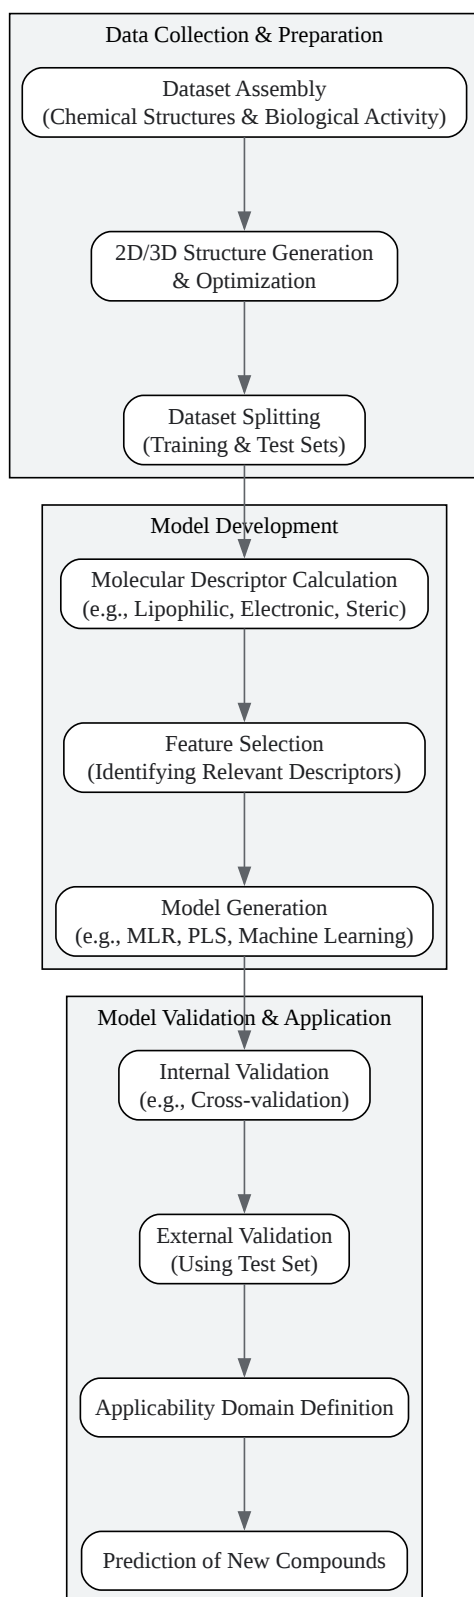 Data Collection & Preparation
Dataset Assembly
(Chemical Structures & Biological Activity)
2D/3D Structure Generation
& Optimization
Dataset Splitting
(Training & Test Sets)
Model Development
Molecular Descriptor Calculation
(e.g., Lipophilic, Electronic, Steric)
Feature Selection
(Identifying Relevant Descriptors)
Model Generation
(e.g., MLR, PLS, Machine Learning)
Model Validation & Application
Internal Validation
(e.g., Cross-validation)
External Validation
(Using Test Set)
Applicability Domain Definition
Prediction of New Compounds